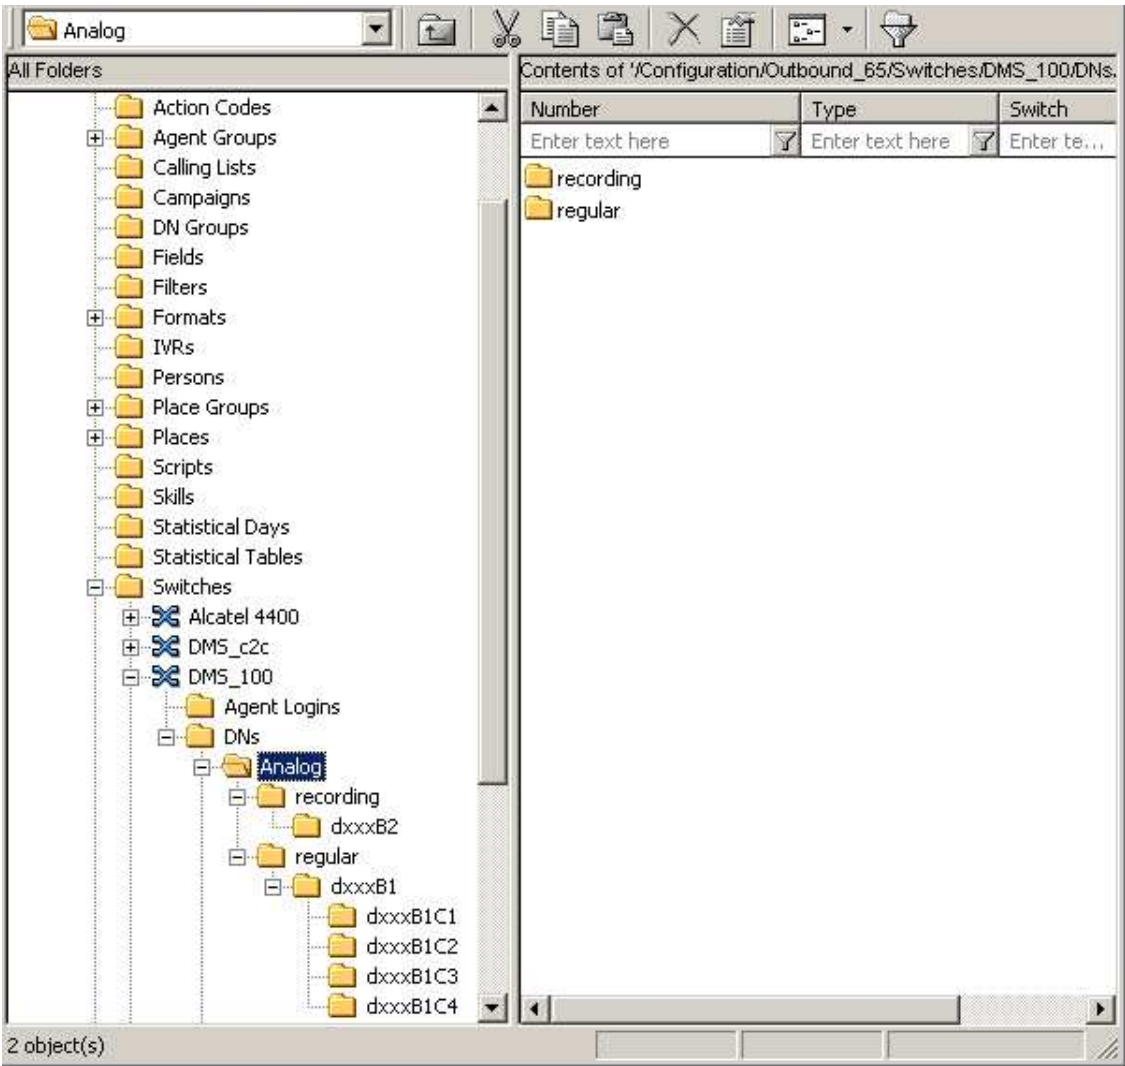 Analog
All Folders
Contents of '/Configuration/Outbound_65/Switches/DMS_100/DNs.
Action Codes
Agent Groups
Calling Lists
Campaigns
DN Groups
Fields
Filters
Formats
IVRs
Persons
Place Groups
Places
Scripts
Skills
Statistical Days
Statistical Tables
Switches
Alcatel 4400
DMS_c2c
DMS_100
Agent Logins
DNs
Analog
recording
dxxxB2
regular
dxxxB1
dxxxB1C1
dxxxB1C2
dxxxB1C3
dxxxB1C4
Number Type Switch
Enter text here Enter text here Enter te...
recording
regular
2 object(s)